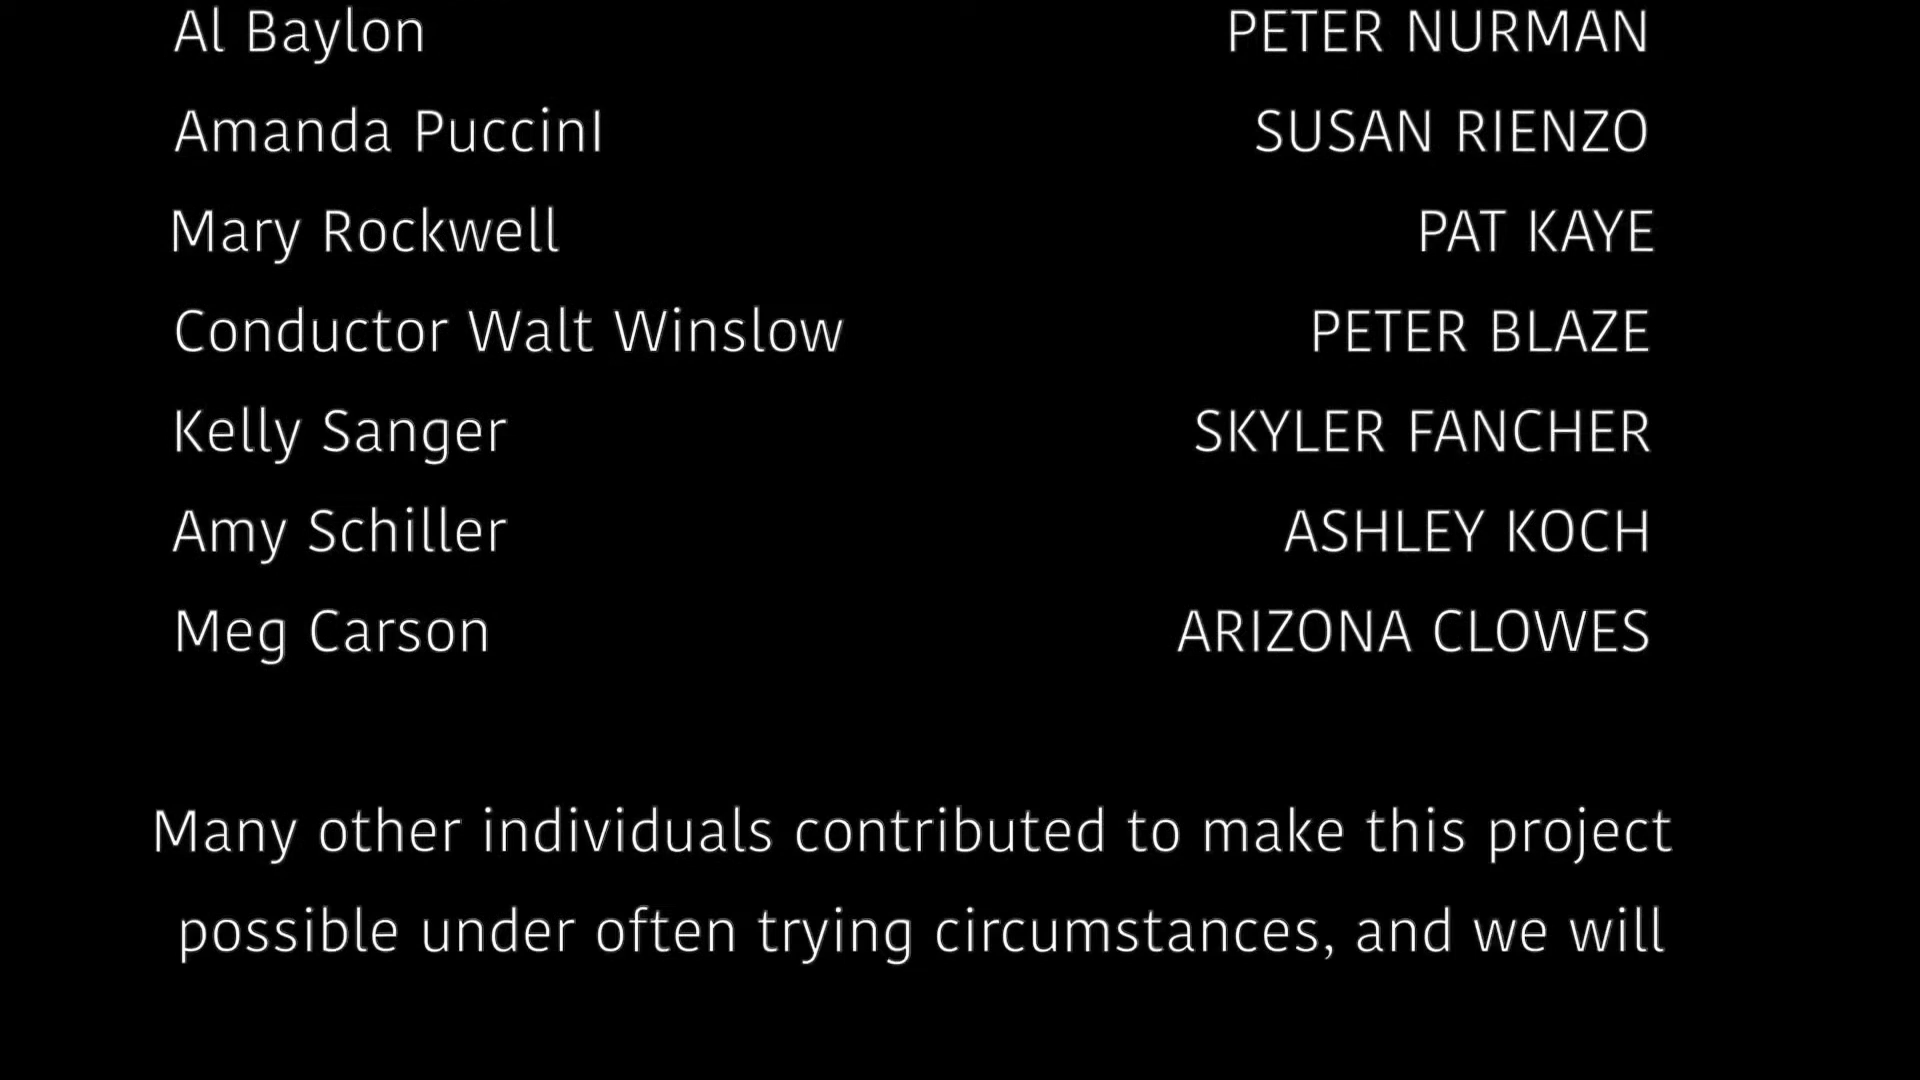 Al Baylon PETER NURMAN
Amanda PuccinI SUSAN RIENZO
Mary Rockwell PAT KAYE
Conductor Walt Winslow PETER BLAZE
Kelly Sanger SKYLER FANCHER
Amy Schiller ASHLEY KOCH
Meg Carson ARIZONA CLOWES
Many other individuals contributed to make this project
possible under often trying circumstances, and we will